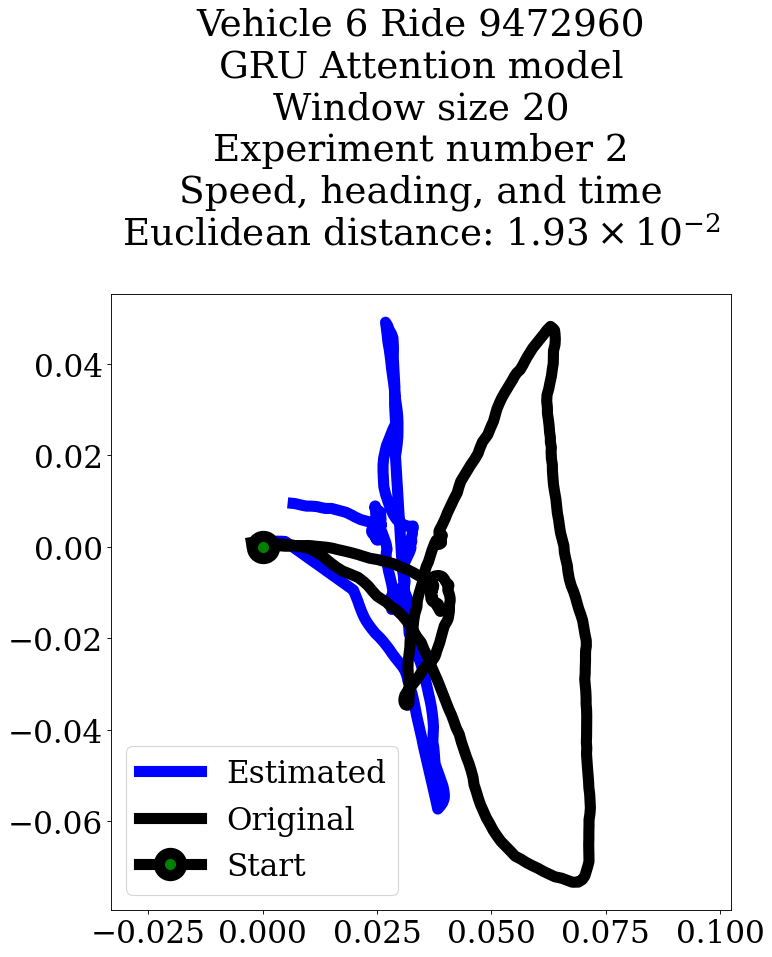 Vehicle 6 Ride 9472960
GRU Attention model
Window size 20
Experiment number 2
Speed, heading, and time
Euclidean distance: 1.93 × 10⁻²
0.04
0.02
0.00
−0.02
−0.04
−0.06
Estimated
Original
Start
−0.025 0.000 0.025 0.050 0.075 0.100